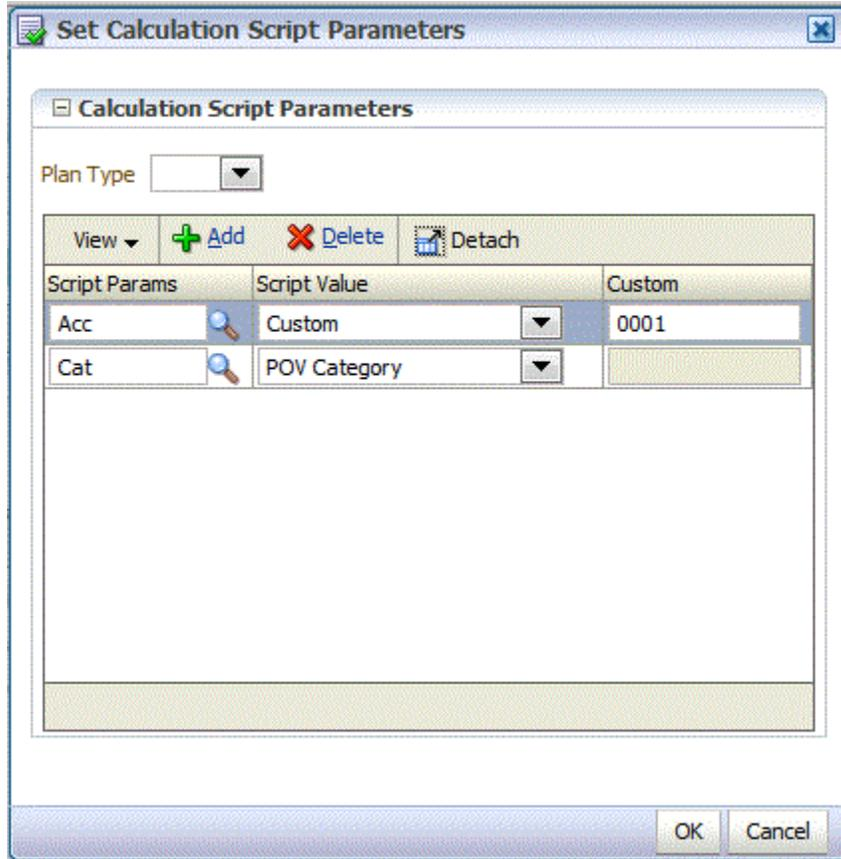 Set Calculation Script Parameters
Calculation Script Parameters
Plan Type
View Add Delete Detach
Script Params Script Value Custom
Acc Custom 0001
Cat POV Category
OK Cancel